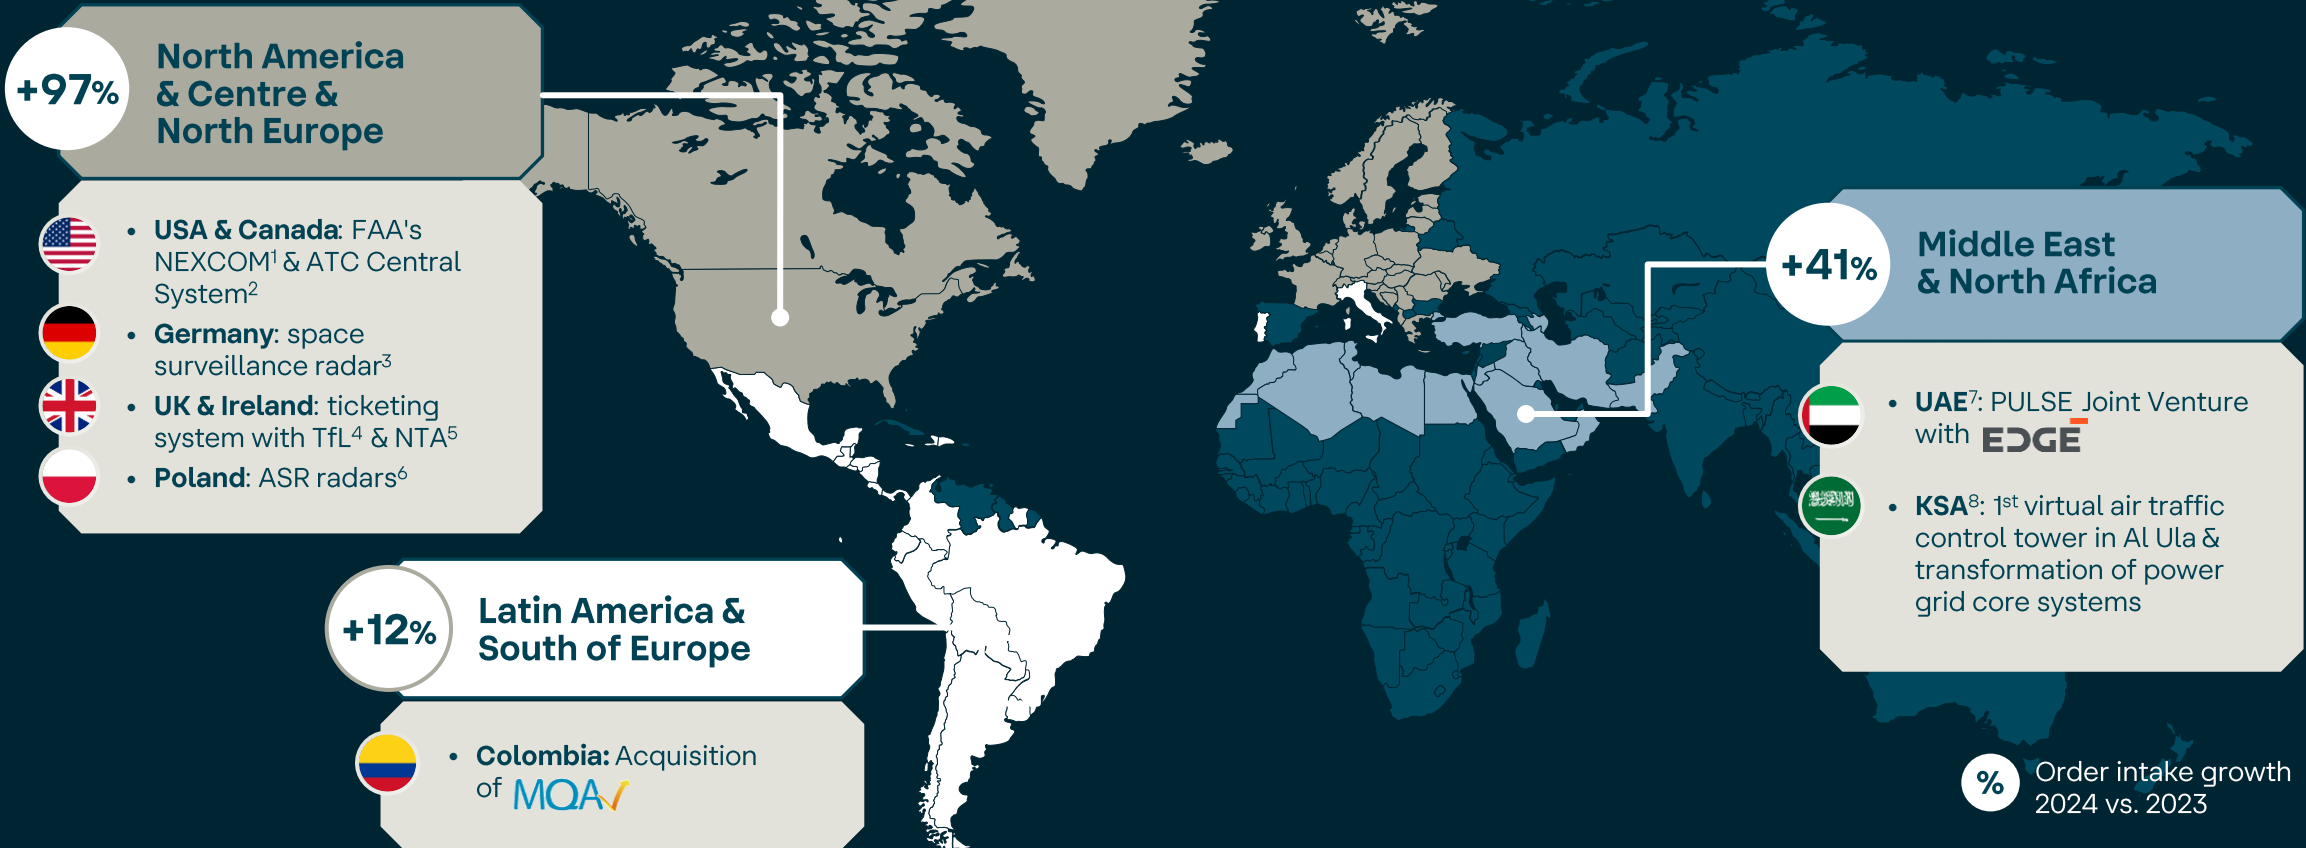 +97%
North America
& Centre &
North Europe
• USA & Canada: FAA's
NEXCOM1 & ATC Central
System2
• Germany: space
surveillance radar3
• UK & Ireland: ticketing
system with TfL4 & NTA5
• Poland: ASR radars6
+41%
Middle East
& North Africa
• UAE7: PULSE Joint Venture
with EDGE
• KSA8: 1st virtual air traffic
control tower in Al Ula &
transformation of power
grid core systems
+12%
Latin America &
South of Europe
• Colombia: Acquisition
of MQA
% Order intake growth
2024 vs. 2023